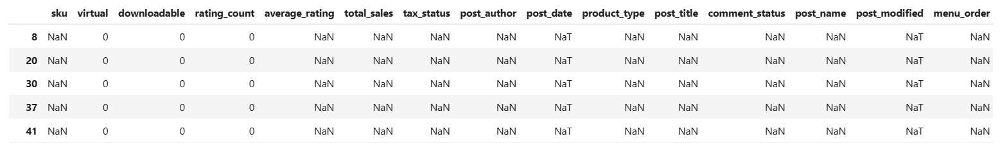 sku virtual downloadable rating_count average_rating total_sales tax_status post_author post_date product_type post_title comment_status post_name post_modified menu_order
8 NaN 0 0 0 NaN NaN NaN NaN NaT NaN NaN NaN NaN NaT NaN
20 NaN 0 0 0 NaN NaN NaN NaN NaT NaN NaN NaN NaN NaT NaN
30 NaN 0 0 0 NaN NaN NaN NaN NaT NaN NaN NaN NaN NaT NaN
37 NaN 0 0 0 NaN NaN NaN NaN NaT NaN NaN NaN NaN NaT NaN
41 NaN 0 0 0 NaN NaN NaN NaN NaT NaN NaN NaN NaN NaT NaN